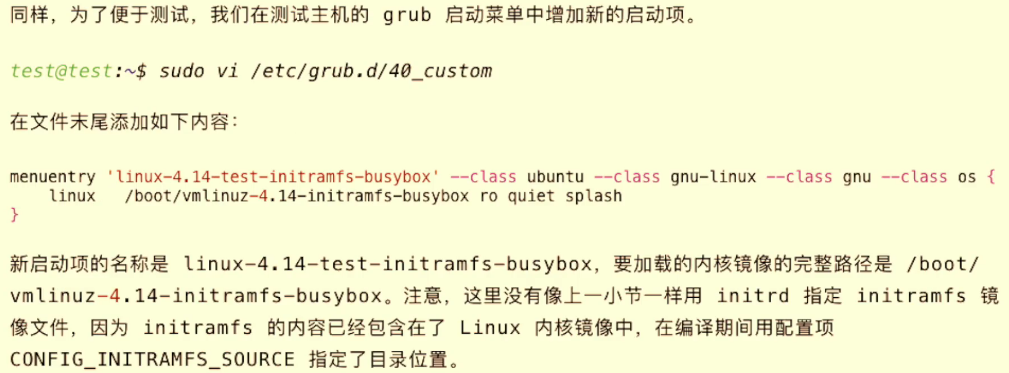 同样，为了便于测试，我们在测试主机的 grub 启动菜单中增加新的启动项。
test@test:~$ sudo vi /etc/grub.d/40_custom
在文件末尾添加如下内容：
menuentry 'linux-4.14-test-initramfs-busybox' --class ubuntu --class gnu-linux --class gnu --class os {
    linux   /boot/vmlinuz-4.14-initramfs-busybox ro quiet splash
}
新启动项的名称是 linux-4.14-test-initramfs-busybox，要加载的内核镜像的完整路径是 /boot/
vmlinuz-4.14-initramfs-busybox。注意，这里没有像上一小节一样用 initrd 指定 initramfs 镜
像文件，因为 initramfs 的内容已经包含在了 Linux 内核镜像中，在编译期间用配置项
CONFIG_INITRAMFS_SOURCE 指定了目录位置。